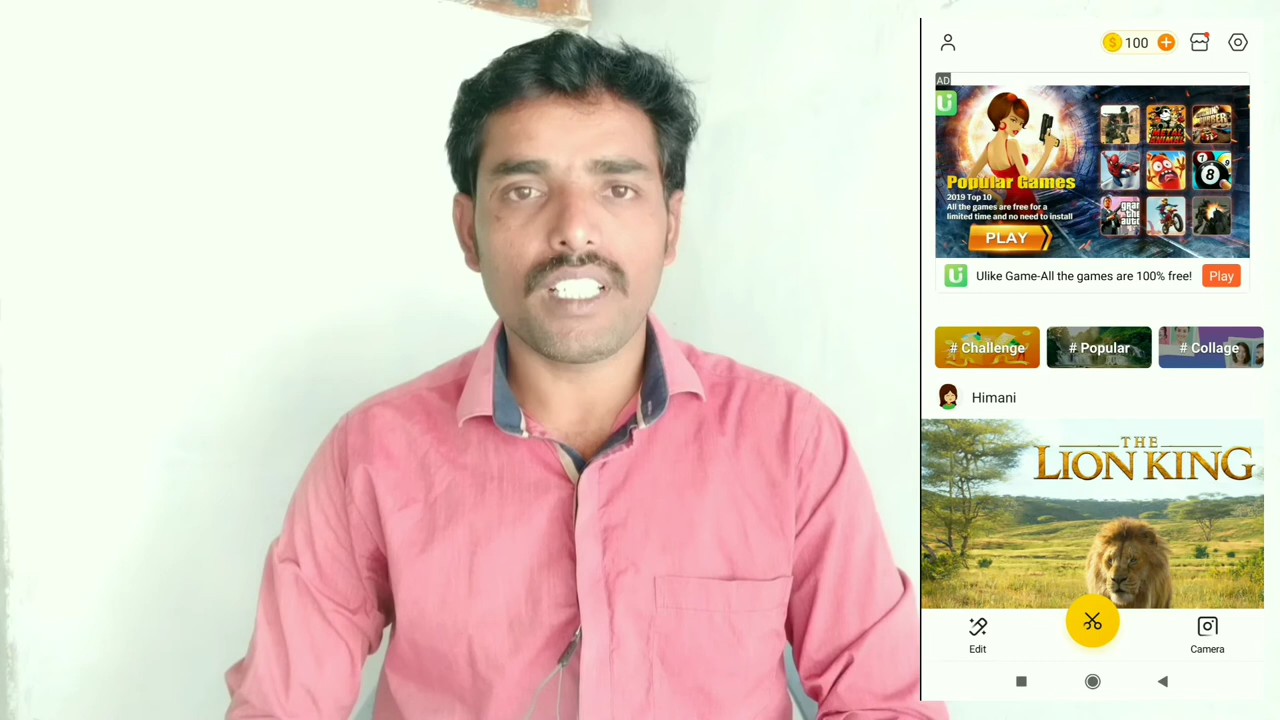 100
AD
Popular Games
2019 Top 10
All the games are free for a
limited time and no need to install
PLAY
Ulike Game-All the games are 100% free!
Play
# Challenge
# Popular
# Collage
Himani
THE
LION KING
Edit
Camera